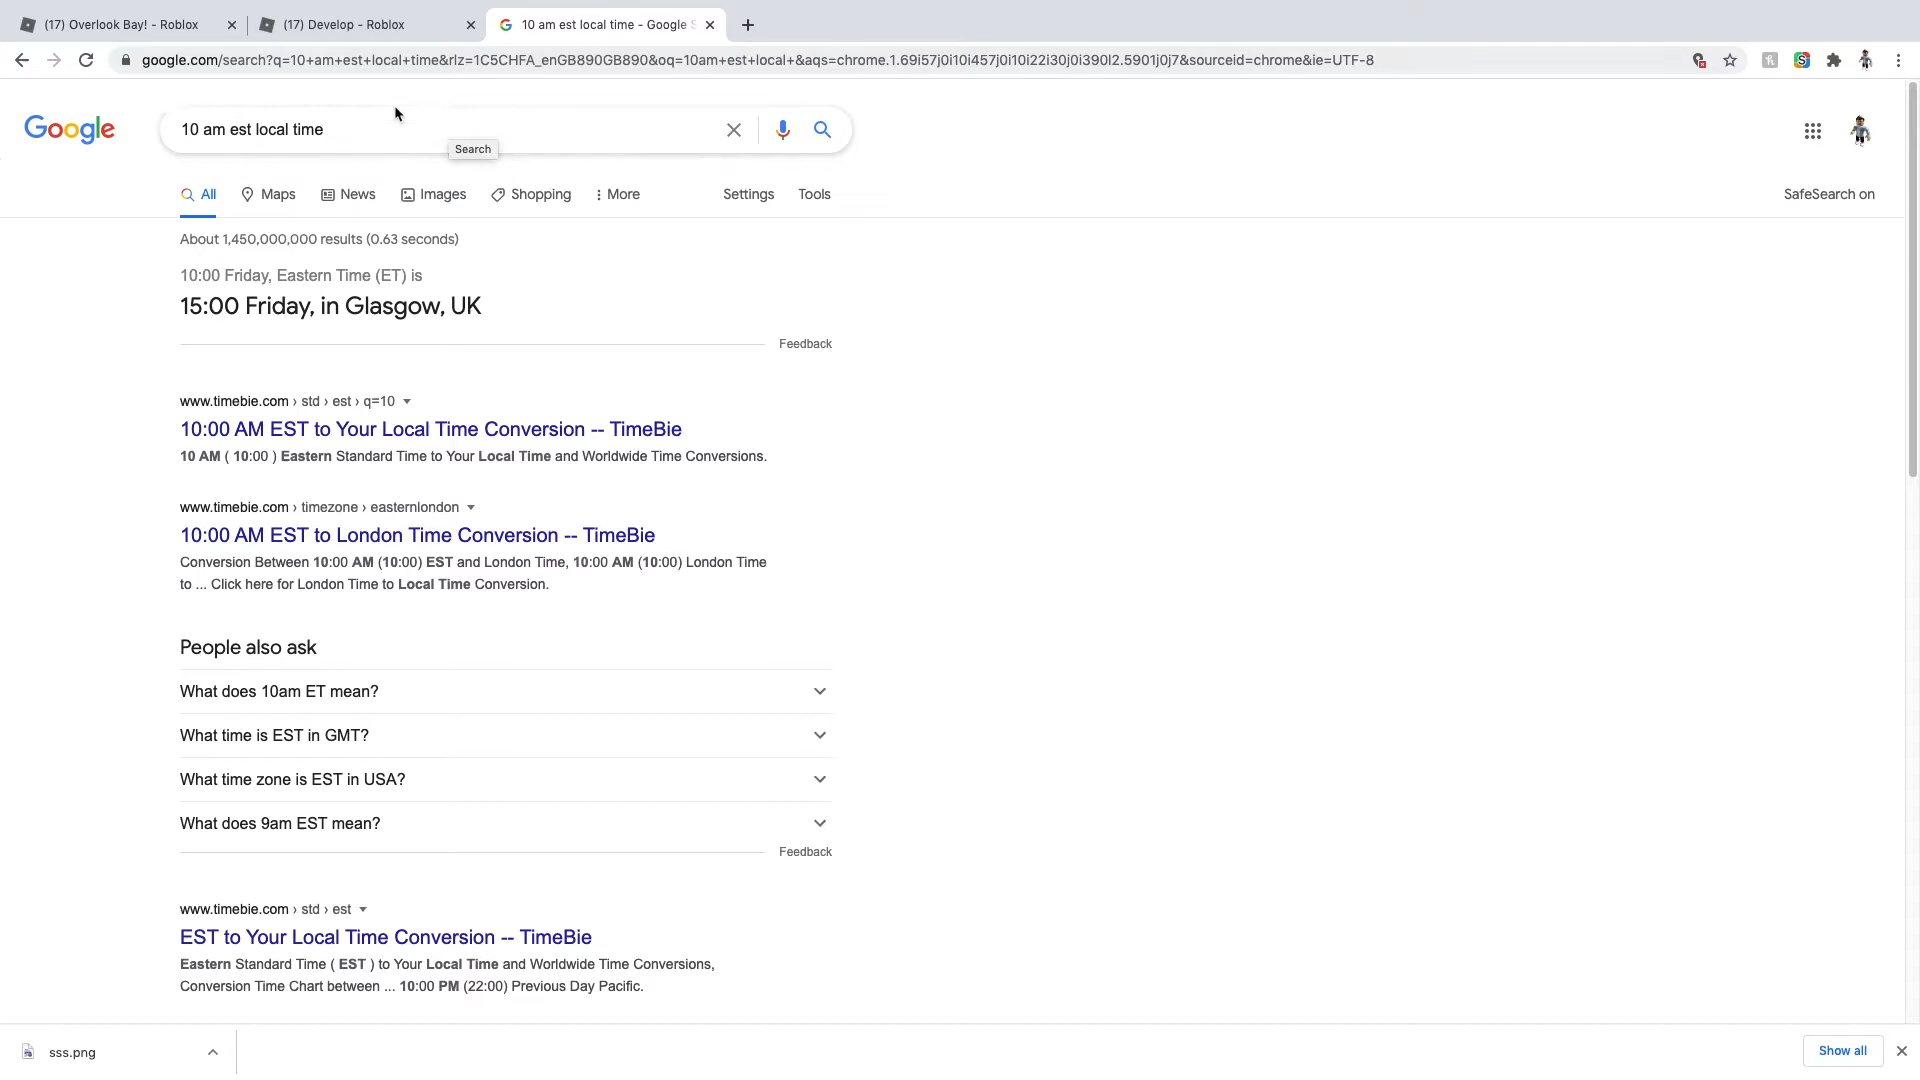 (17) Overlook Bay! - Roblox
(17) Develop - Roblox
10 am est local time - Google S
google.com/search?q=10+am+est+local+time&rlz=1C5CHFA_enGB890GB890&oq=10am+est+local+&aqs=chrome.1.69i57j0i10i457j0i10i22i30j0i390l2.5901j0j7&sourceid=chrome&ie=UTF-8
Google
10 am est local time
Search
All
Maps
News
Images
Shopping
More
Settings
Tools
SafeSearch on
About 1,450,000,000 results (0.63 seconds)
10:00 Friday, Eastern Time (ET) is
15:00 Friday, in Glasgow, UK
Feedback
www.timebie.com › std › est › q=10
10:00 AM EST to Your Local Time Conversion -- TimeBie
10 AM ( 10:00 ) Eastern Standard Time to Your Local Time and Worldwide Time Conversions.
www.timebie.com › timezone › easternlondon
10:00 AM EST to London Time Conversion -- TimeBie
Conversion Between 10:00 AM (10:00) EST and London Time, 10:00 AM (10:00) London Time
to ... Click here for London Time to Local Time Conversion.
People also ask
What does 10am ET mean?
What time is EST in GMT?
What time zone is EST in USA?
What does 9am EST mean?
Feedback
www.timebie.com › std › est
EST to Your Local Time Conversion -- TimeBie
Eastern Standard Time ( EST ) to Your Local Time and Worldwide Time Conversions,
Conversion Time Chart between ... 10:00 PM (22:00) Previous Day Pacific.
sss.png
Show all